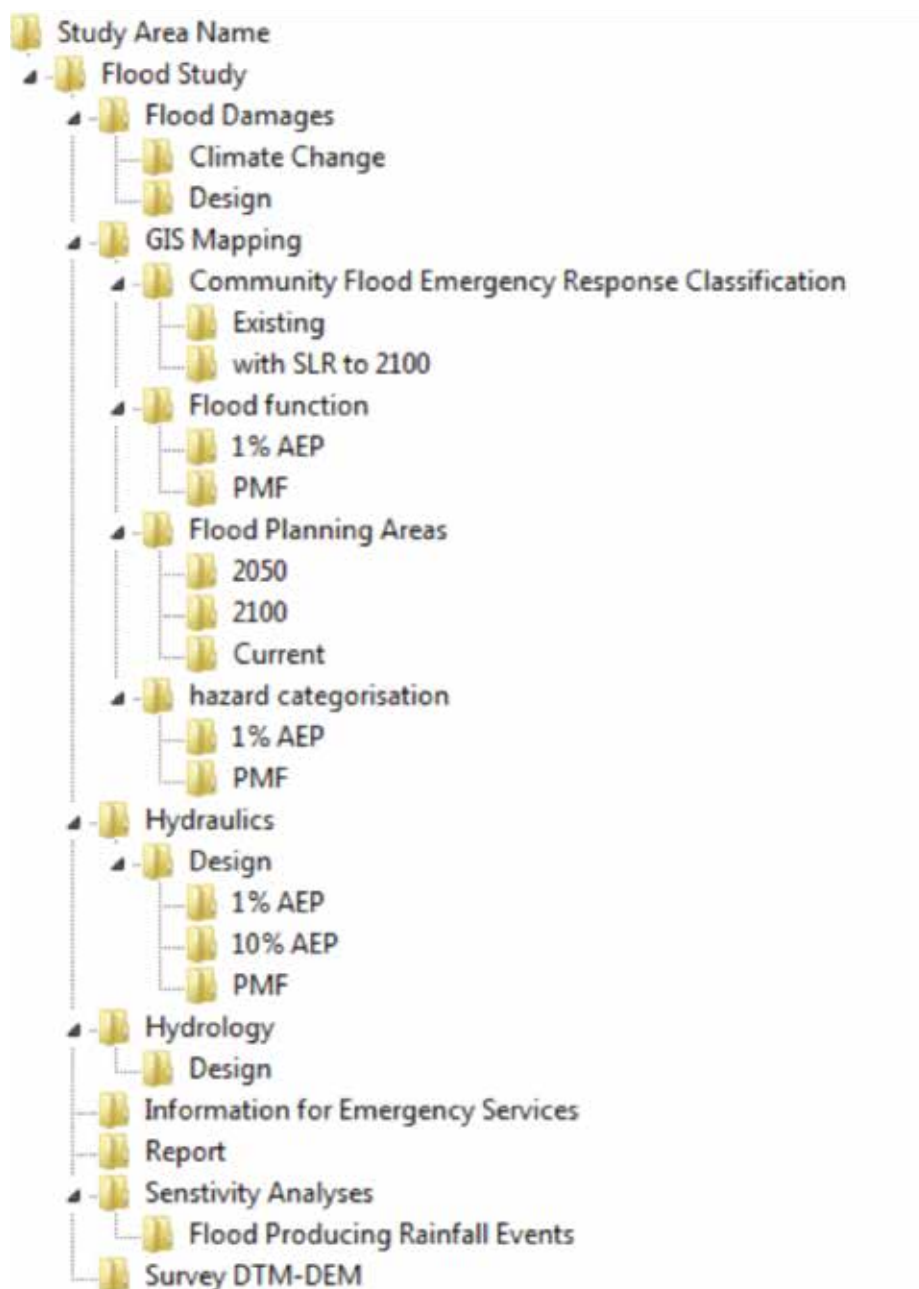 Study Area Name
Flood Study
Flood Damages
Climate Change
Design
GIS Mapping
Community Flood Emergency Response Classification
Existing
with SLR to 2100
Flood function
1% AEP
PMF
Flood Planning Areas
2050
2100
Current
hazard categorisation
1% AEP
PMF
Hydraulics
Design
1% AEP
10% AEP
PMF
Hydrology
Design
Information for Emergency Services
Report
Senstivity Analyses
Flood Producing Rainfall Events
Survey DTM-DEM